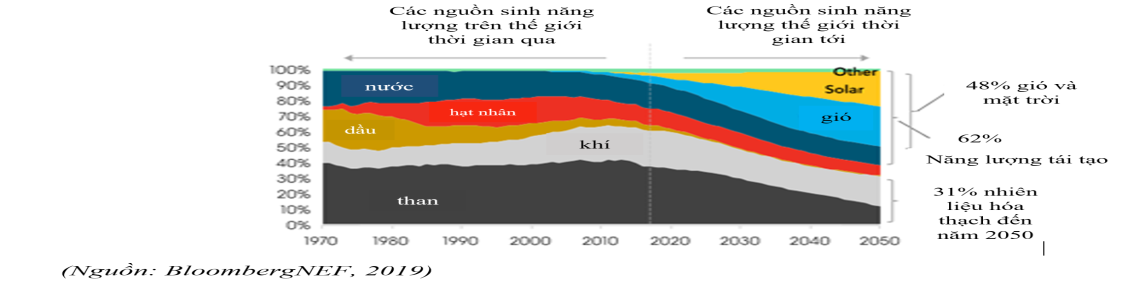 Các nguồn sinh năng
lượng trên thế giới
thời gian qua
Các nguồn sinh năng
lượng thế giới thời
gian tới
100%
90%
80%
70%
60%
50%
40%
30%
20%
10%
0%
nước
hạt nhân
dầu
khí
than
Other
Solar
gió
48% gió và
mặt trời
62%
Năng lượng tái tạo
31% nhiên
liệu hóa
thạch đến
năm 2050
1970
1980
1990
2000
2010
2020
2030
2040
2050
(Nguồn: BloombergNEF, 2019)